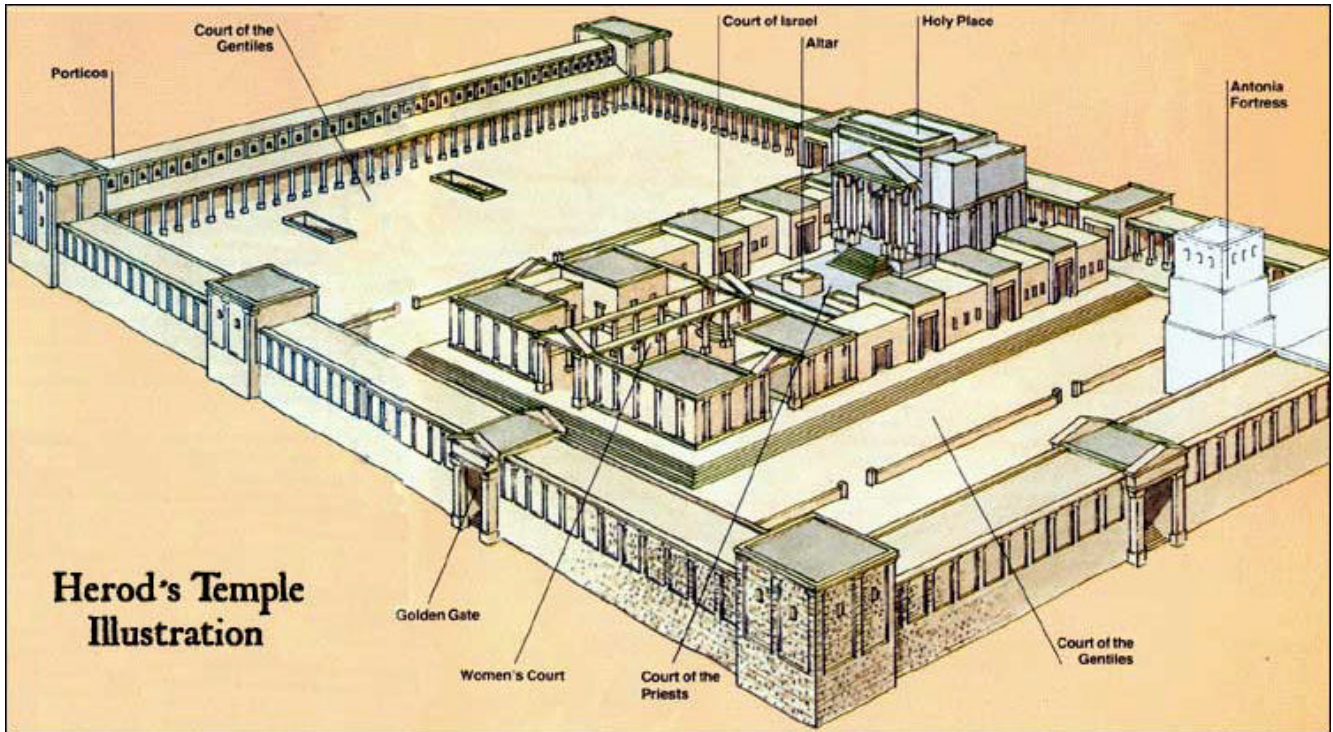 Court of the
Gentiles
Porticos
Court of Israel
Altar
Holy Place
Antonia
Fortress
Herod's Temple
Illustration
Golden Gate
Women's Court
Court of the
Priests
Court of the
Gentiles